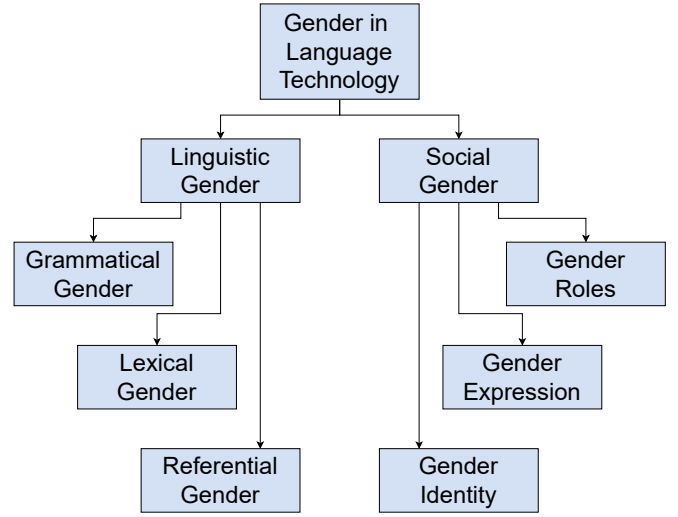 Gender in
Language
Technology
Linguistic
Gender
Social
Gender
Grammatical
Gender
Gender
Roles
Lexical
Gender
Gender
Expression
Referential
Gender
Gender
Identity